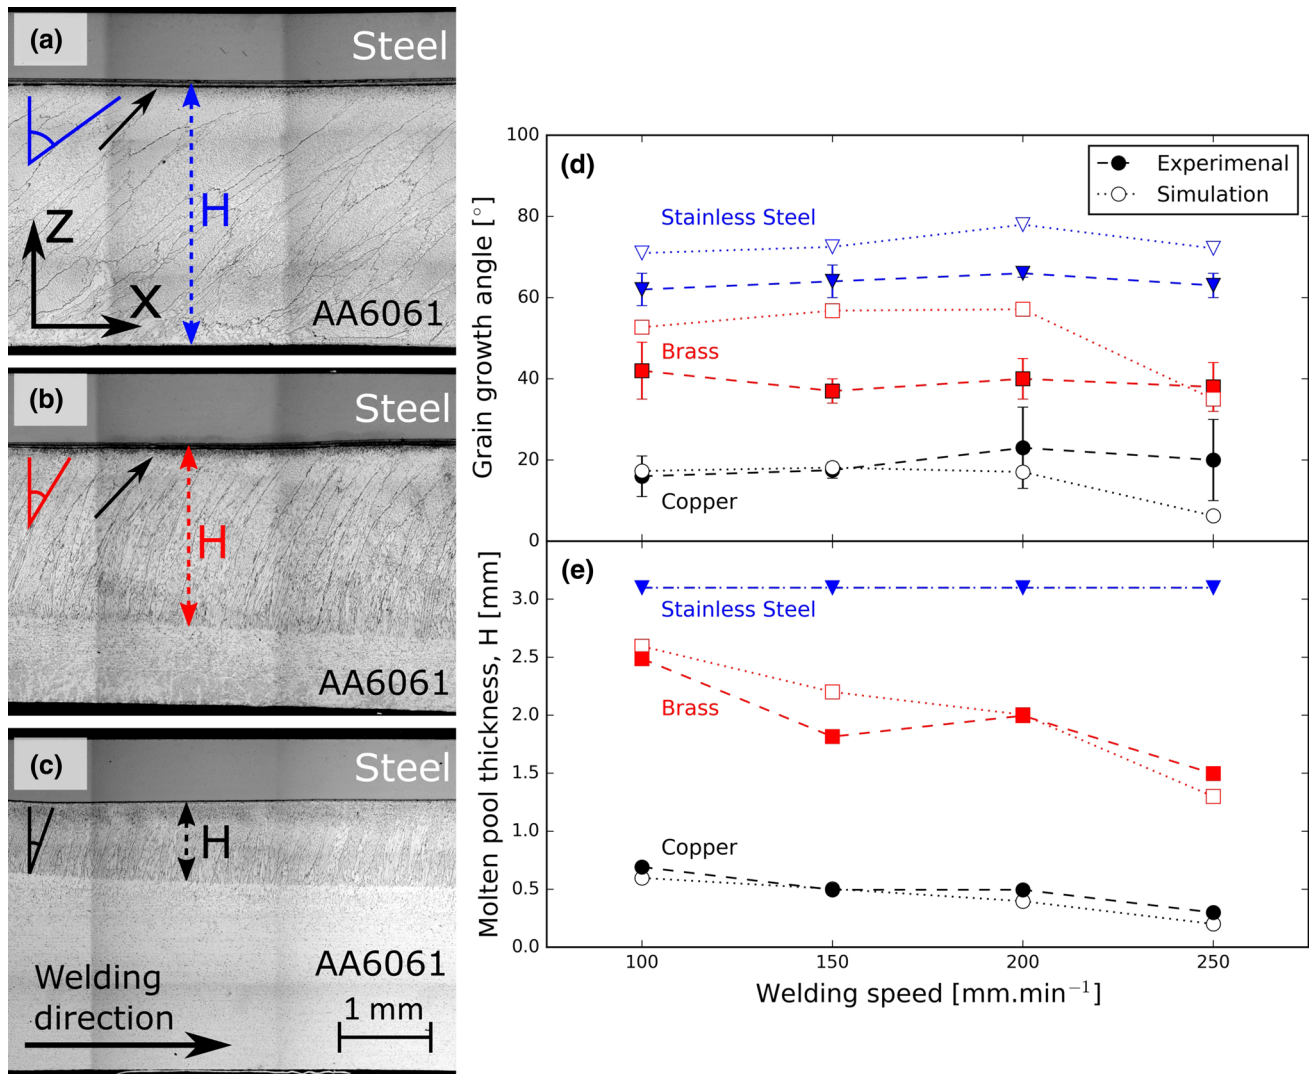 (a)
Steel
H
Z
X
AA6061
(b)
Steel
H
AA6061
(c)
Steel
H
AA6061
Welding
direction
1 mm
(d)
Experimenal
Simulation
Grain growth angle [°]
100
80
60
40
20
0
Stainless Steel
Brass
Copper
(e)
Molten pool thickness, H [mm]
3.0
2.5
2.0
1.5
1.0
0.5
0.0
Stainless Steel
Brass
Copper
100 150 200 250
Welding speed [mm.min⁻¹]